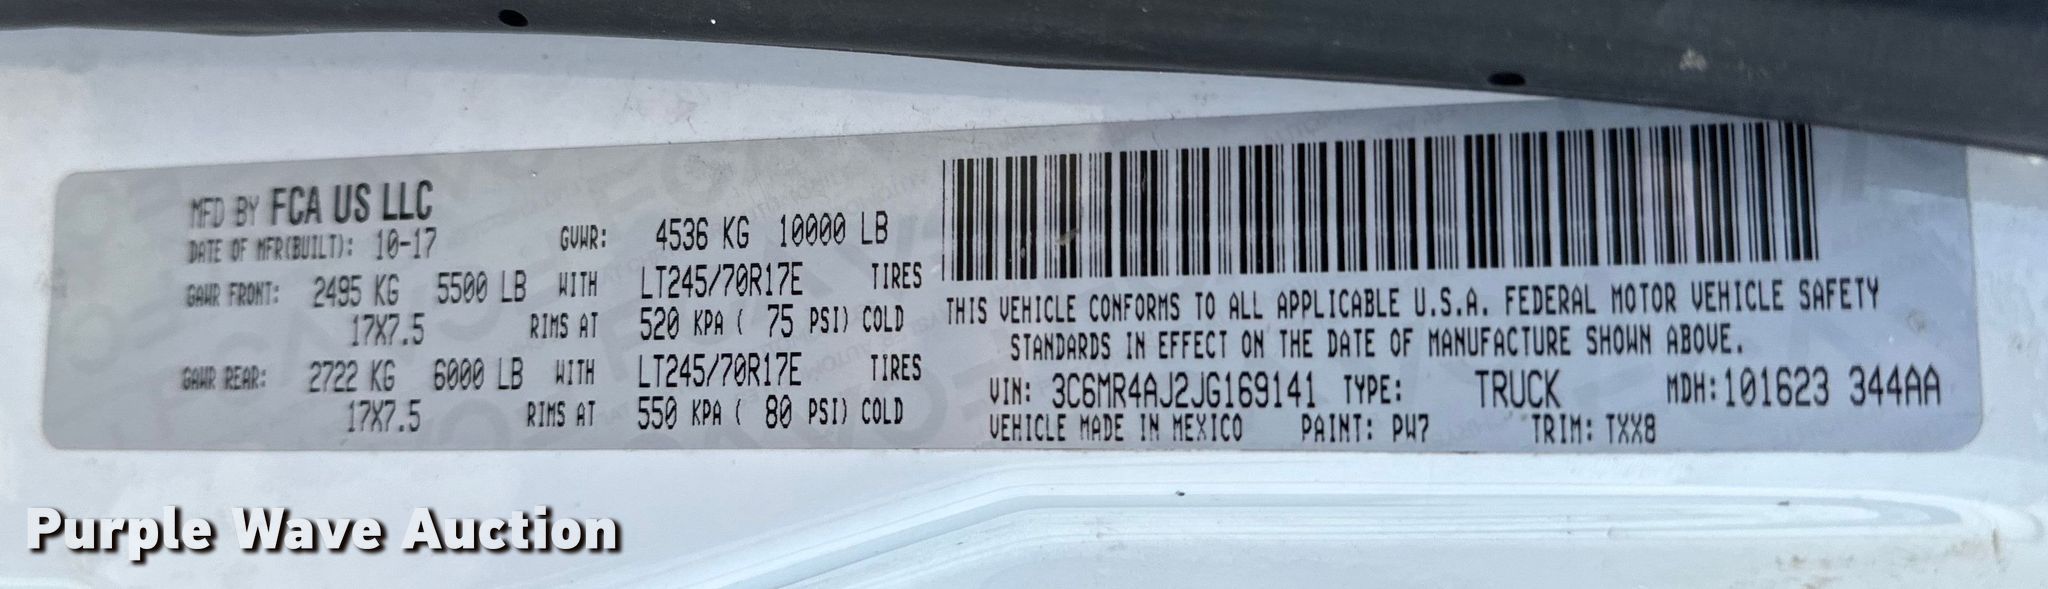 MFD BY FCA US LLC
DATE OF MFR(BUILT): 10-17 GVWR: 4536 KG 10000 LB
GAWR FRONT: 2495 KG 5500 LB WITH LT245/70R17E TIRES
17X7.5 RIMS AT 520 KPA ( 75 PSI) COLD
GAWR REAR: 2722 KG 6000 LB WITH LT245/70R17E TIRES
17X7.5 RIMS AT 550 KPA ( 80 PSI) COLD
THIS VEHICLE CONFORMS TO ALL APPLICABLE U.S.A. FEDERAL MOTOR VEHICLE SAFETY
STANDARDS IN EFFECT ON THE DATE OF MANUFACTURE SHOWN ABOVE.
VIN: 3C6MR4AJ2JG169141 TYPE: TRUCK MDH:101623 344AA
VEHICLE MADE IN MEXICO PAINT: PW7 TRIM: TXX8
Purple Wave Auction